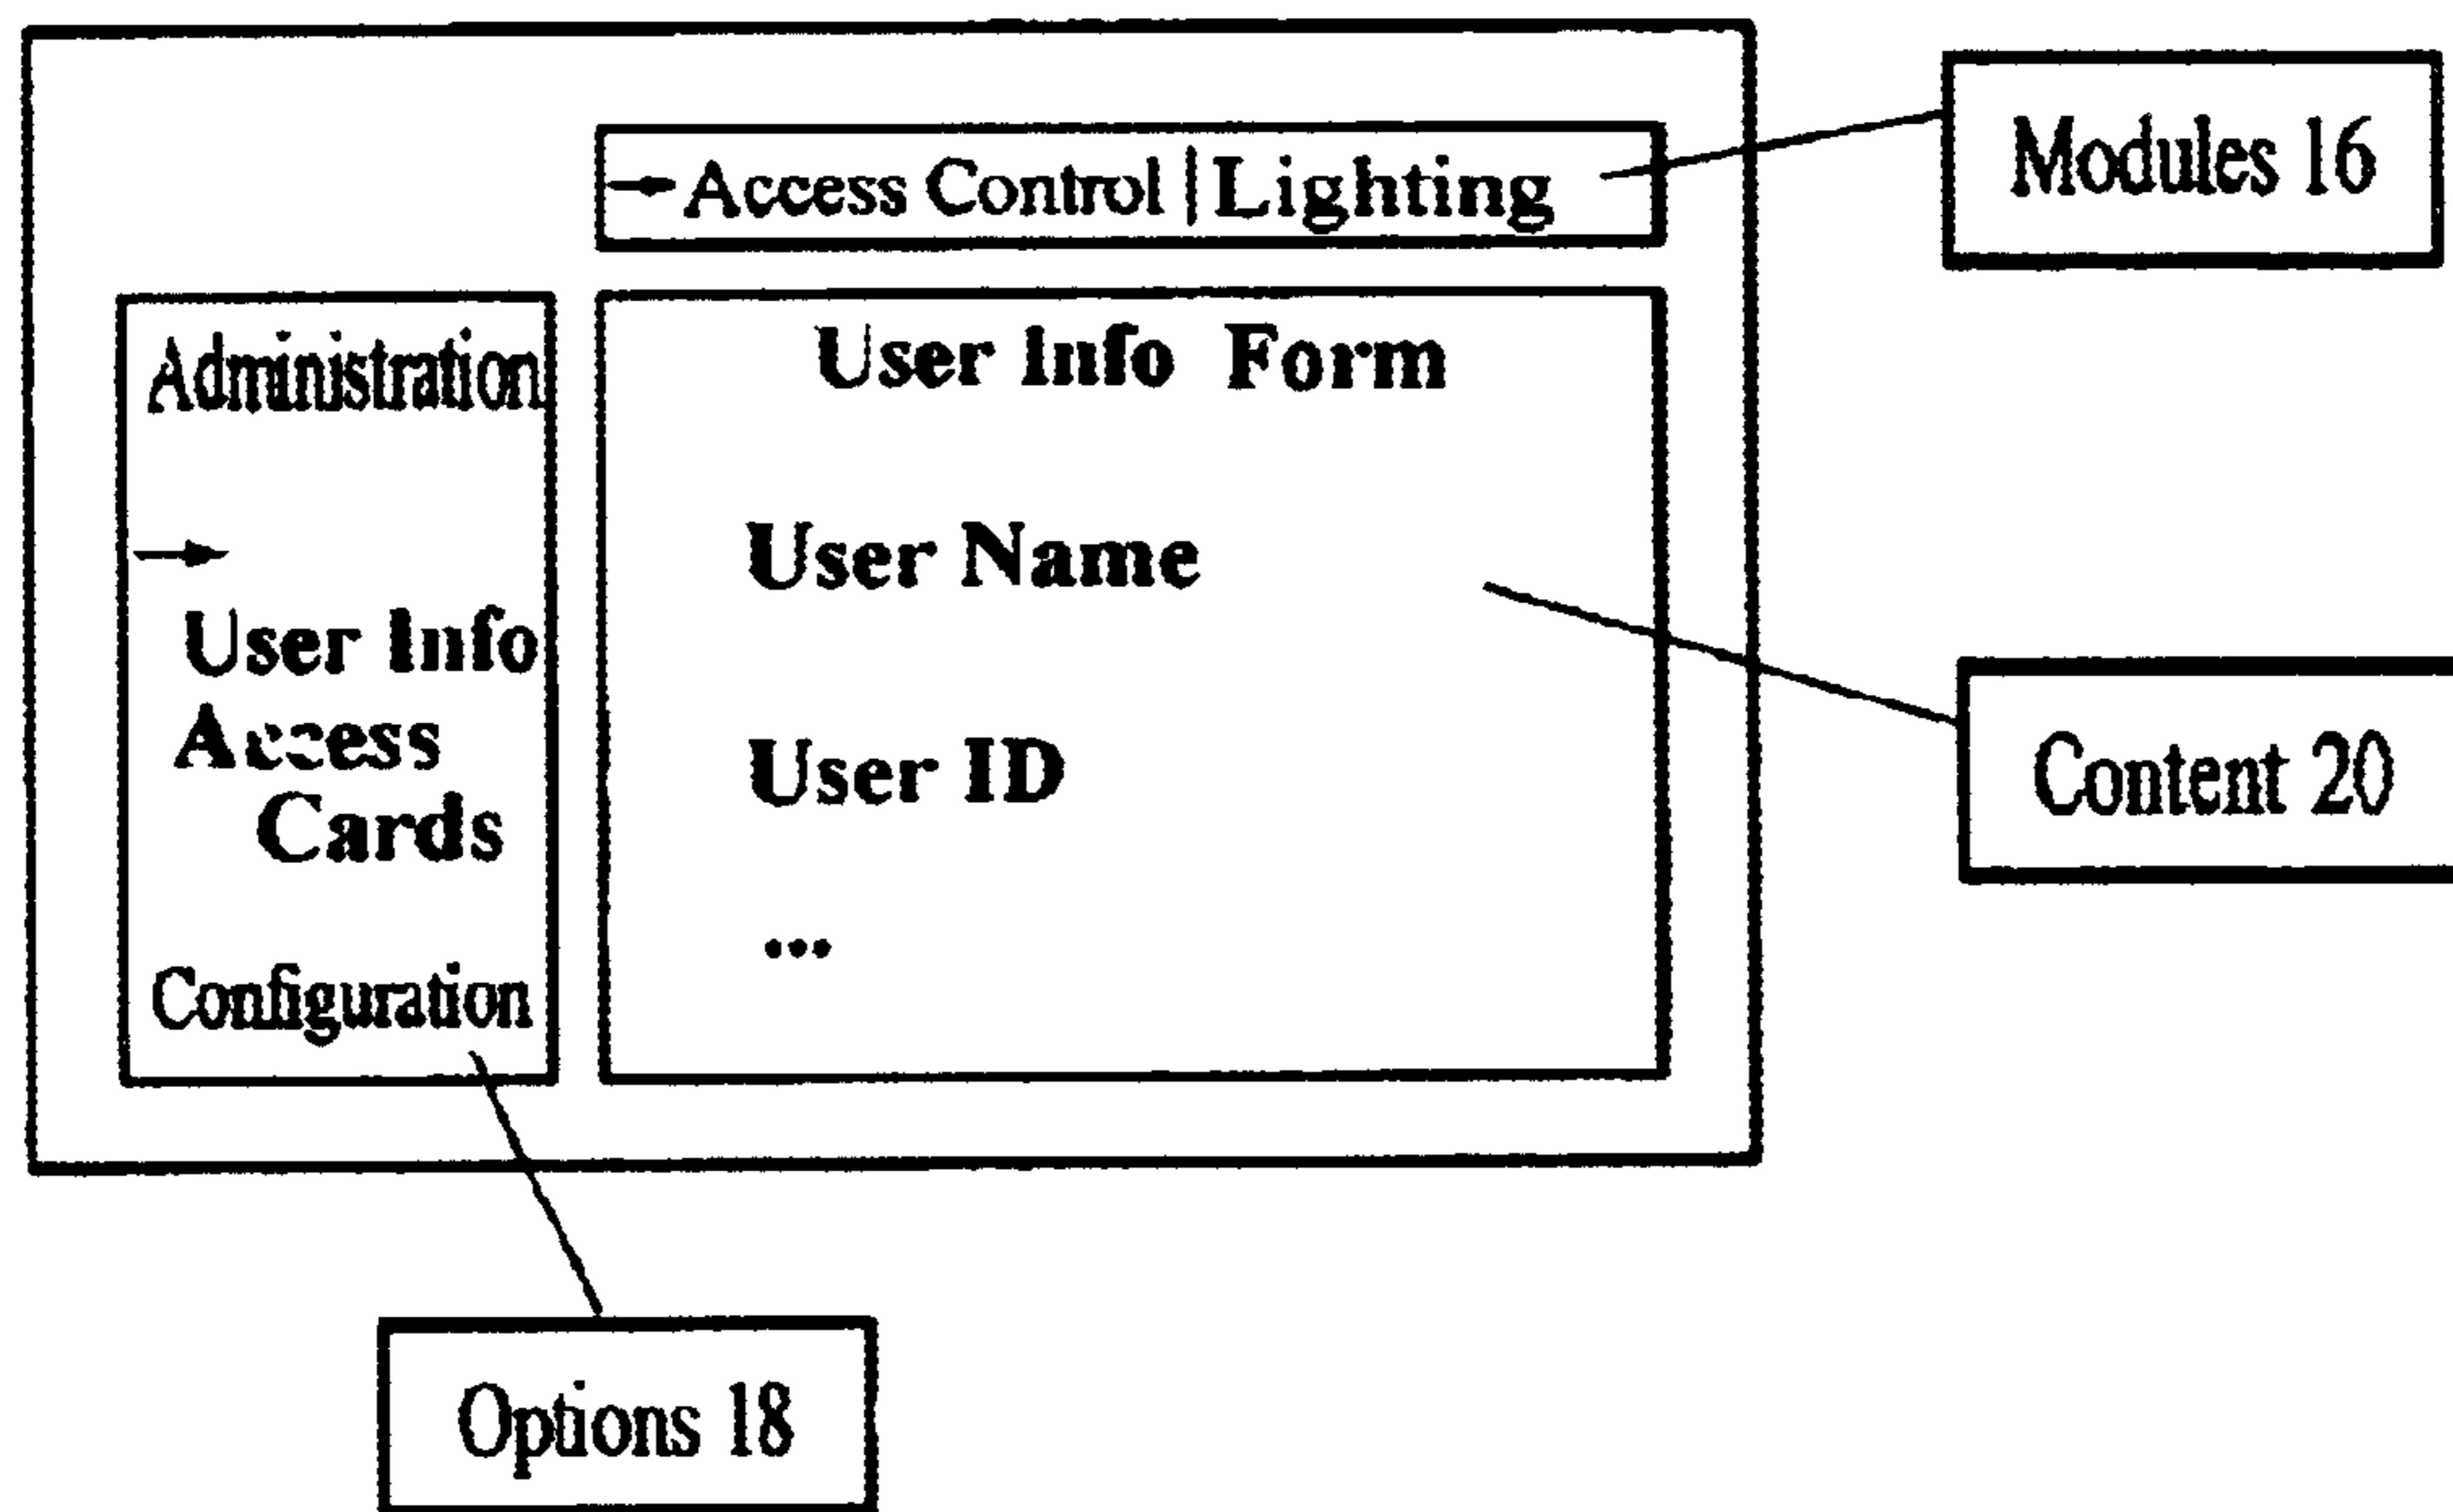 Access Control | Lighting
Modules 16
Administration
User Info
Access
Cards
Configuration
User Info Form
User Name
User ID
...
Content 20
Options 18